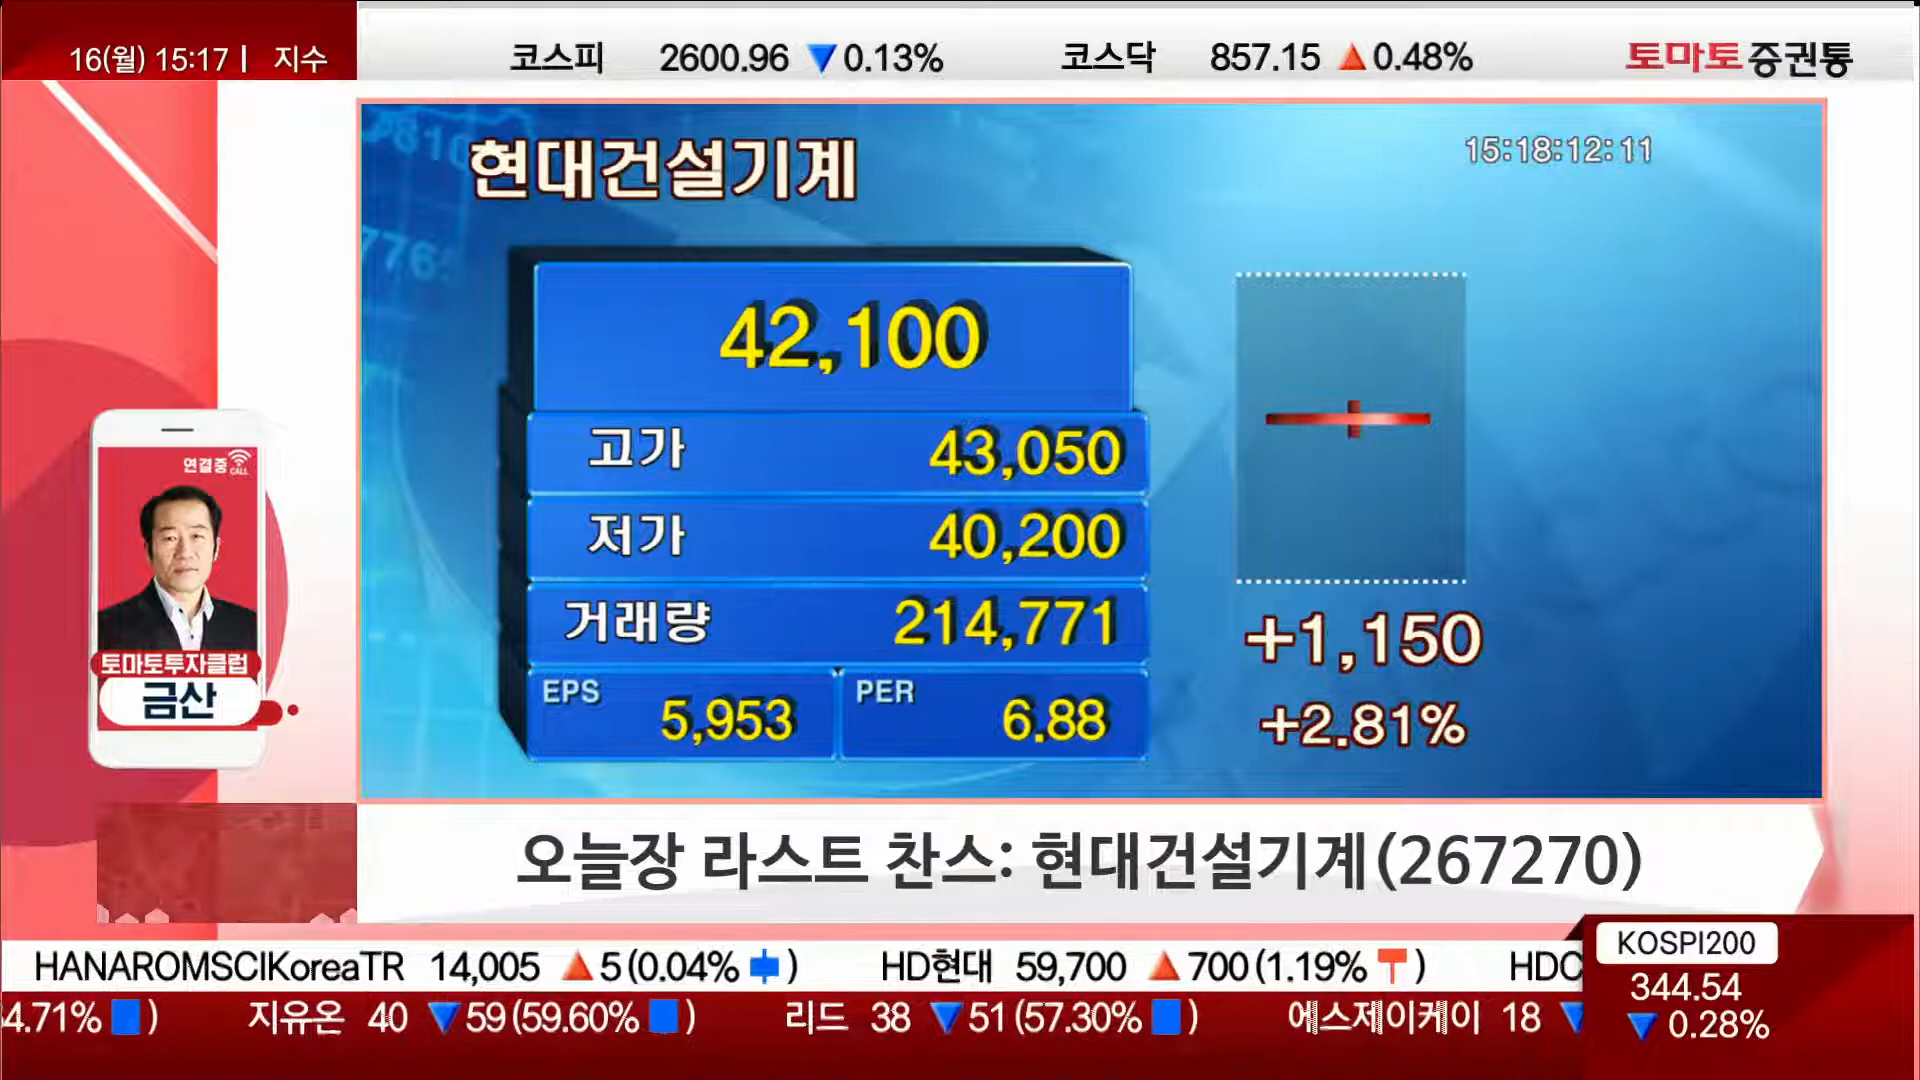 16(월) 15:17 | 지수
코스피 2600.96 ▼0.13% 코스닥 857.15 ▲0.48%
토마토증권통
현대건설기계
15:18:12:11
42,100
고가 43,050
저가 40,200
거래량 214,771
EPS 5,953 PER 6.88
+1,150
+2.81%
연결중
CALL
토마토투자클럽
금산
오늘장 라스트 찬스: 현대건설기계(267270)
HANAROMSCIKoreaTR 14,005 ▲5(0.04%) HD현대 59,700 ▲700(1.19%) HDC
4.71%) 지유온 40 ▼59(59.60%) 리드 38 ▼51(57.30%) 에스제이케이 18 ▼
KOSPI200
344.54
▼0.28%